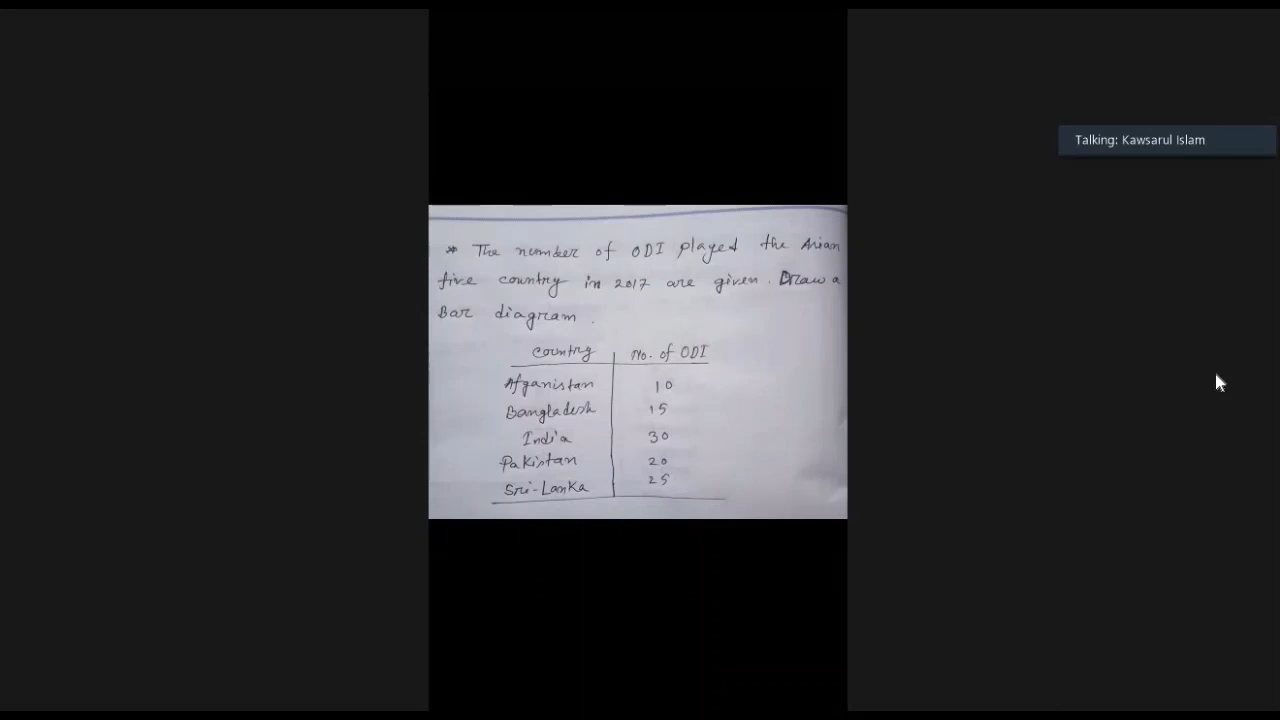 Talking: Kawsarul Islam
* The number of ODI played the Asian
five country in 2017 are given. Draw a
Bar diagram.
Country No. of ODI
Afganistan 10
Bangladesh 15
India 30
Pakistan 20
Sri-Lanka 25